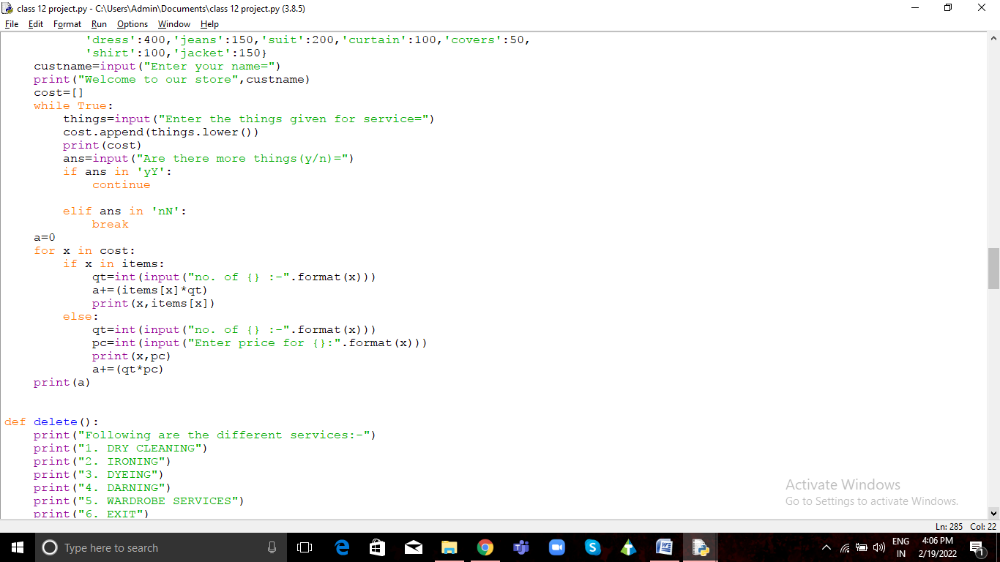 class 12 project.py - C:\Users\Admin\Documents\class 12 project.py (3.8.5)
File Edit Format Run Options Window Help
'dress':400,'jeans':150,'suit':200,'curtain':100,'covers':50,
'shirt':100,'jacket':150}
custname=input("Enter your name=")
print("Welcome to our store",custname)
cost=[]
while True:
things=input("Enter the things given for service=")
cost.append(things.lower())
print(cost)
ans=input("Are there more things(y/n)=")
if ans in 'yY':
continue
elif ans in 'nN':
break
a=0
for x in cost:
if x in items:
qt=int(input("no. of {} :-".format(x)))
a+=(items[x]*qt)
print(x,items[x])
else:
qt=int(input("no. of {} :-".format(x)))
pc=int(input("Enter price for {}:".format(x)))
print(x,pc)
a+=(qt*pc)
print(a)
def delete():
print("Following are the different services:-")
print("1. DRY CLEANING")
print("2. IRONING")
print("3. DYEING")
print("4. DARNING")
print("5. WARDROBE SERVICES")
print("6. EXIT")
Activate Windows
Go to Settings to activate Windows.
Ln: 285 Col: 22
Type here to search
ENG
IN
4:06 PM
2/19/2022
1